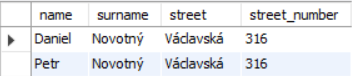 name surname street street_number
Daniel Novotný Václavská 316
Petr Novotný Václavská 316